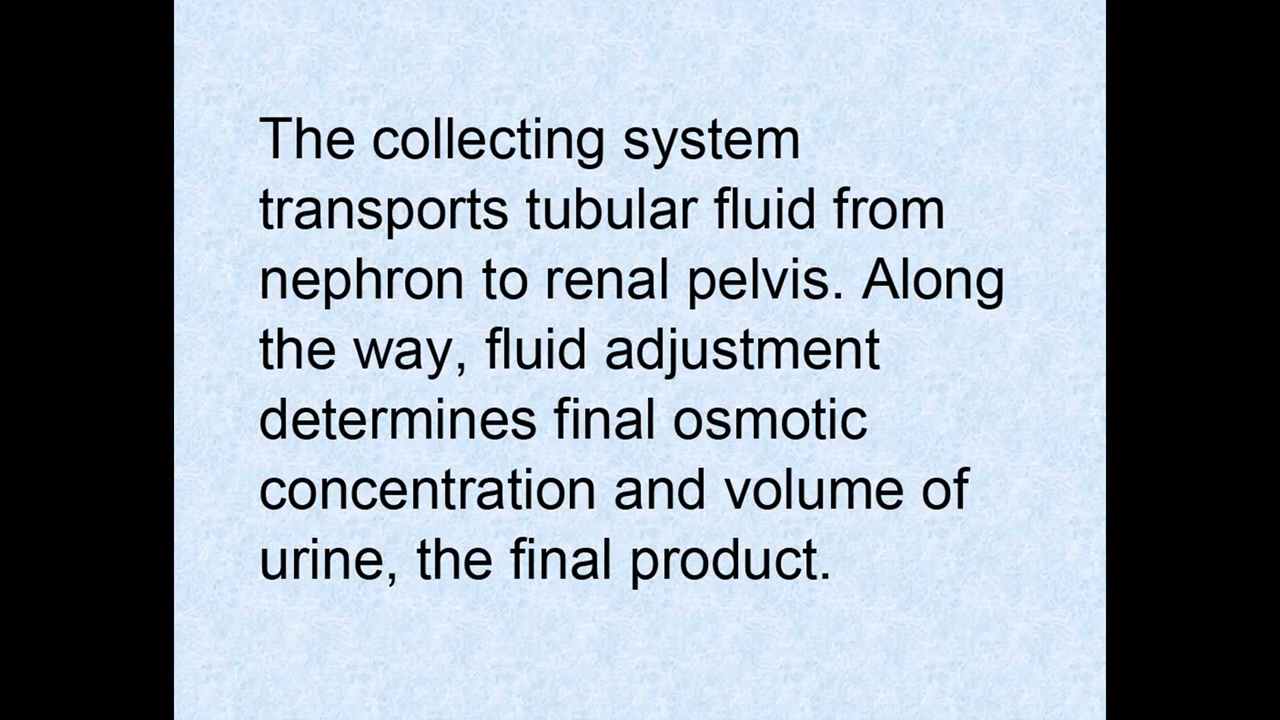 The collecting system
transports tubular fluid from
nephron to renal pelvis. Along
the way, fluid adjustment
determines final osmotic
concentration and volume of
urine, the final product.